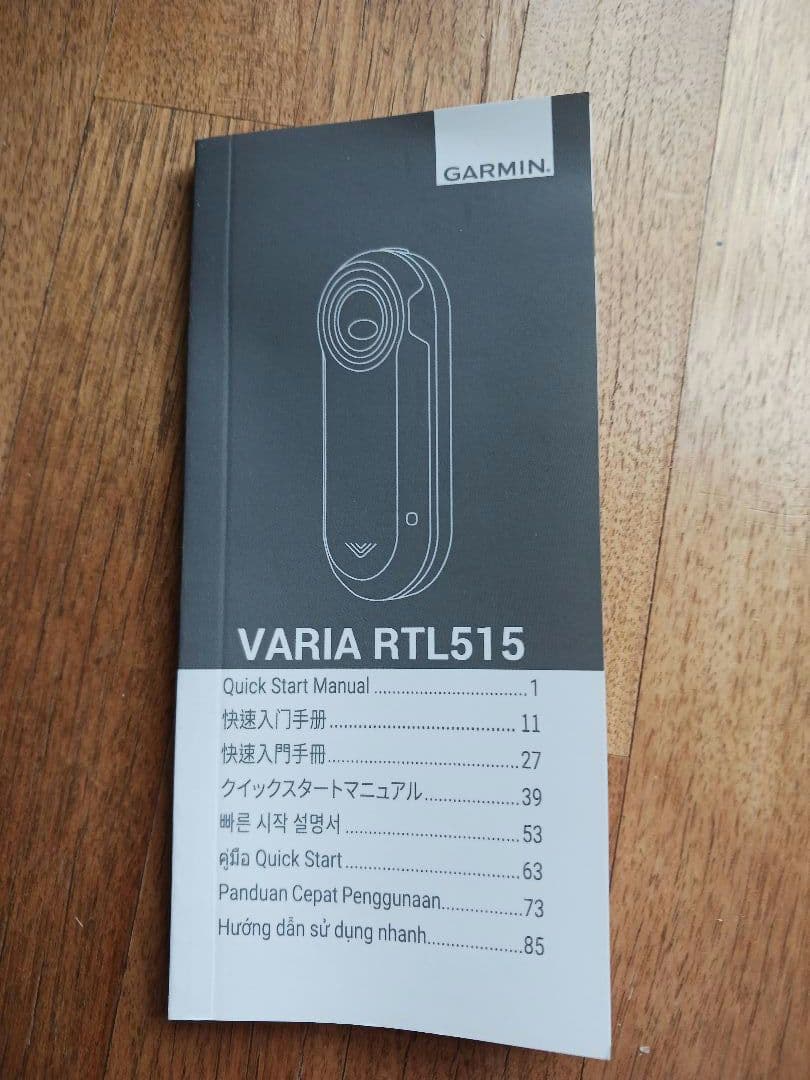 GARMIN.
VARIA RTL515
Quick Start Manual ..................................1
快速入门手册 ..................................... 11
快速入門手冊 .........................................27
クイックスタートマニュアル ....................39
빠른 시작 설명서 ......................................53
คู่มือ Quick Start ......................................63
Panduan Cepat Penggunaan..................73
Hướng dẫn sử dụng nhanh.....................85